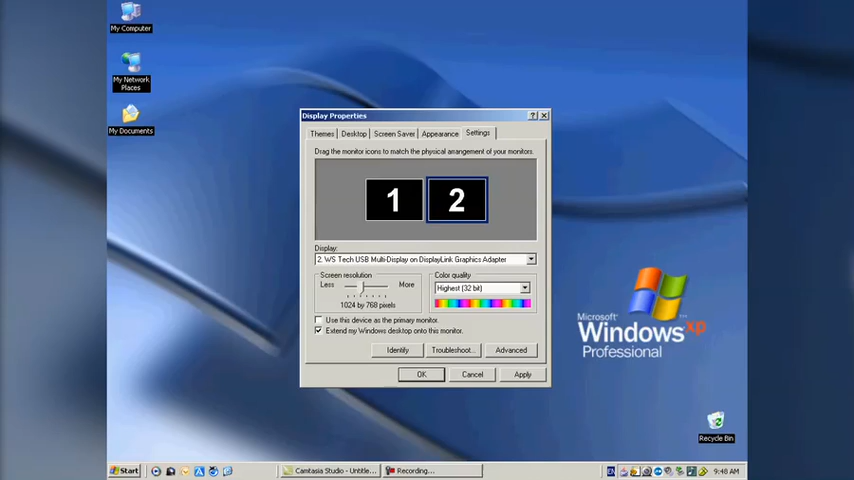 My Computer
My Network
Places
My Documents
Display Properties
Themes
Desktop
Screen Saver
Appearance
Settings
Drag the monitor icons to match the physical arrangement of your monitors.
1
2
Display:
2. WS Tech USB Multi-Display on DisplayLink Graphics Adapter
Screen resolution
Less
More
1024 by 768 pixels
Color quality
Highest (32 bit)
Use this device as the primary monitor.
Extend my Windows desktop onto this monitor.
Identify
Troubleshoot...
Advanced
OK
Cancel
Apply
Microsoft
Windows xp
Professional
Recycle Bin
Start
Camtasia Studio - Untitle...
Recording...
EN
9:48 AM